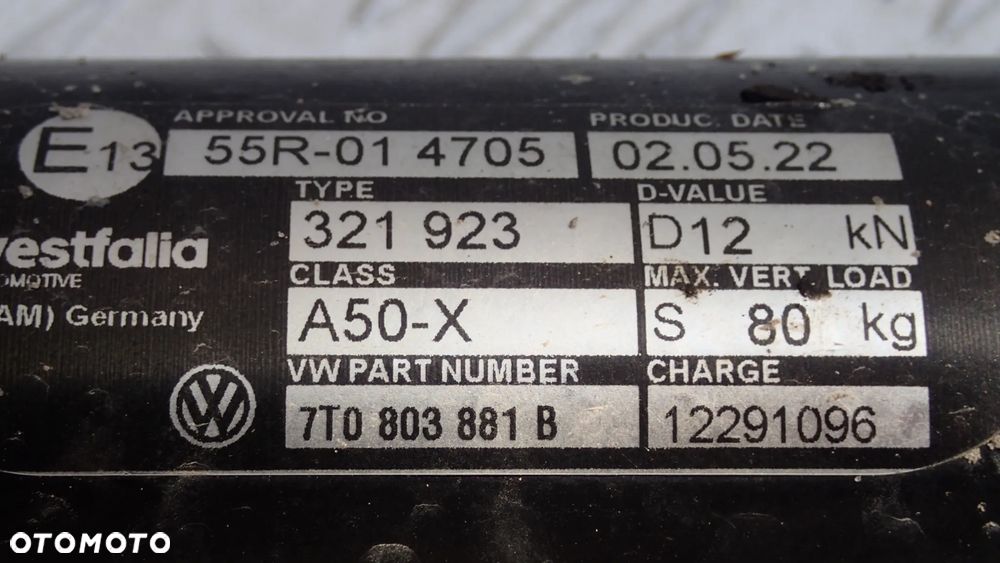 E13
APPROVAL NO
PRODUC. DATE
55R-01 4705
02.05.22
TYPE
D-VALUE
321 923
D12 kN
westfalia
CLASS
MAX. VERT. LOAD
OMOTIVE
AM) Germany
A50-X
S 80 kg
VW PART NUMBER
CHARGE
7T0 803 881 B
12291096
OTOMOTO